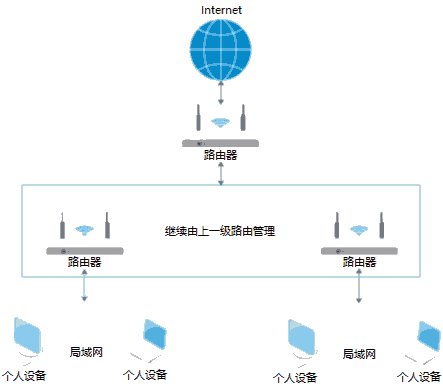 Internet
路由器
继续由上一级路由管理
路由器
路由器
局域网
个人设备
个人设备
局域网
个人设备
个人设备